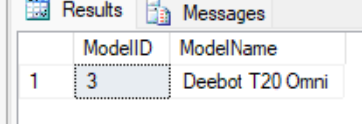 Results Messages
ModelID ModelName
1 3 Deebot T20 Omni